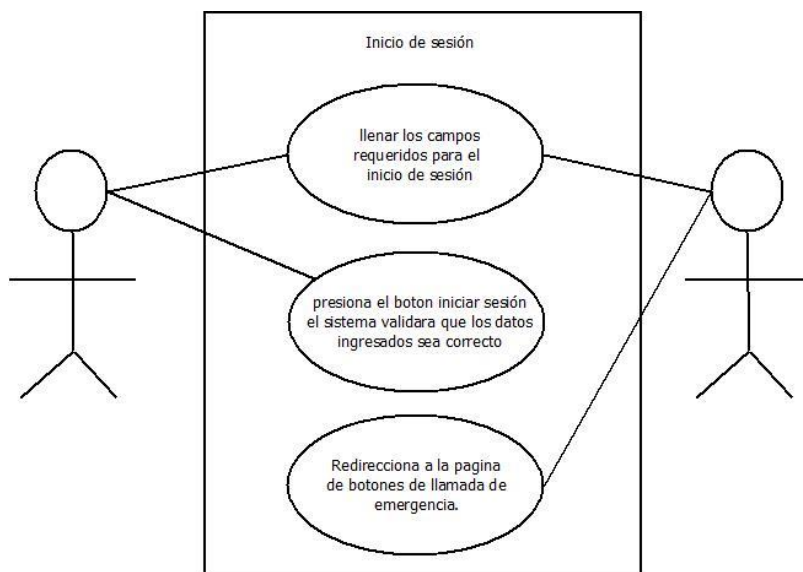 Inicio de sesión
llenar los campos
requeridos para el
inicio de sesión
presiona el boton iniciar sesión
el sistema validara que los datos
ingresados sea correcto
Redirecciona a la pagina
de botones de llamada de
emergencia.